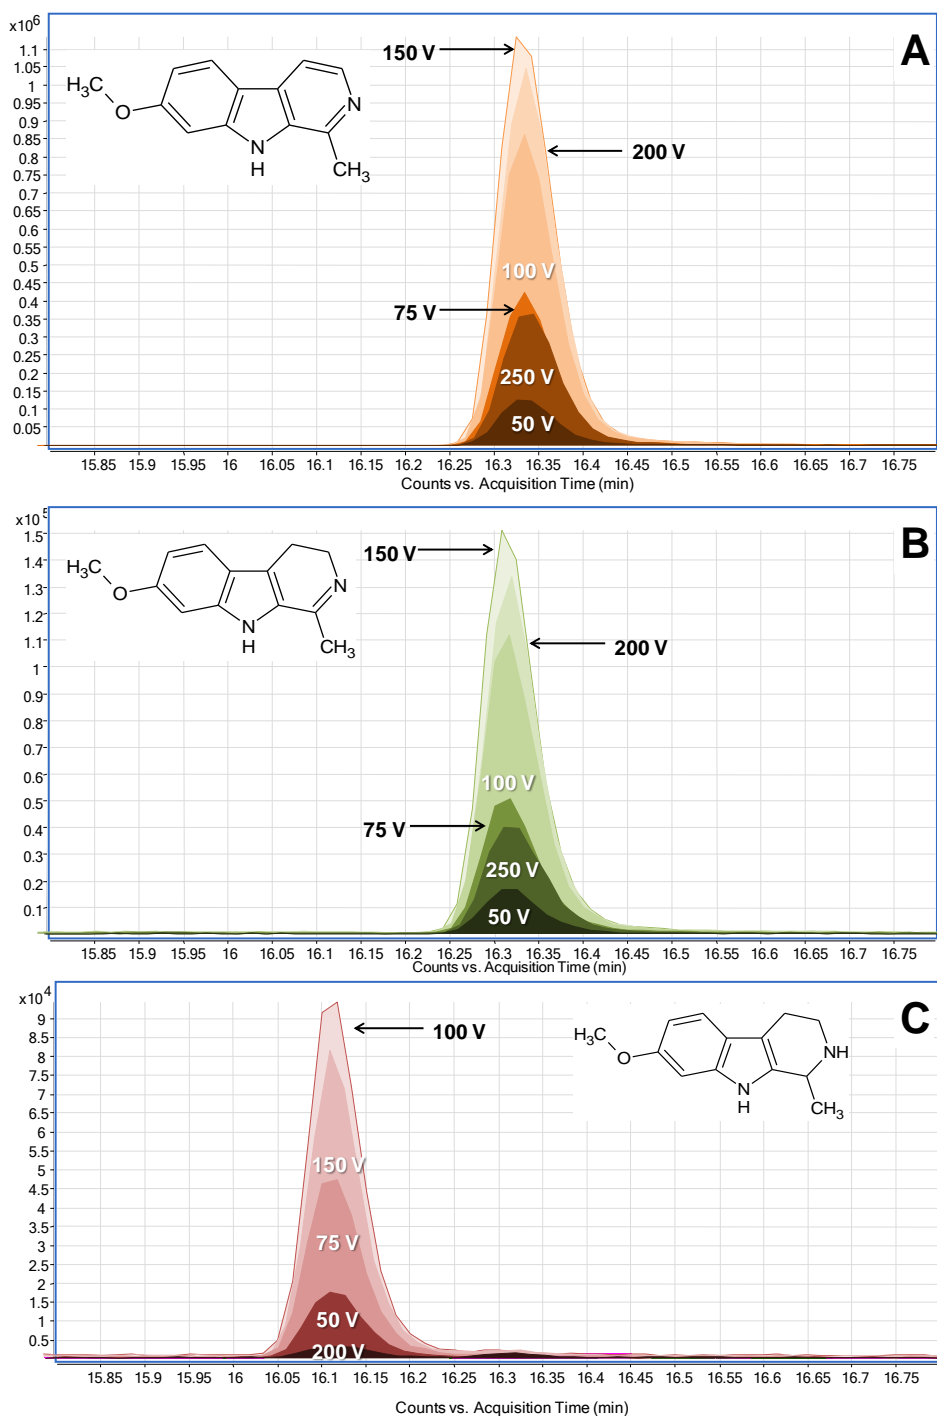 x10⁶
A
150 V
1.1
1.05
1
0.95
0.9
0.85
0.8
0.75
0.7
0.65
0.6
0.55
0.5
0.45
0.4
0.35
0.3
0.25
0.2
0.15
0.1
0.05
H₃C
O
N
H
N
CH₃
200 V
100 V
75 V
250 V
50 V
15.85 15.9 15.95 16 16.05 16.1 16.15 16.2 16.25 16.3 16.35 16.4 16.45 16.5 16.55 16.6 16.65 16.7 16.75
Counts vs. Acquisition Time (min)
x10
B
150 V
1.5
1.4
1.3
1.2
1.1
1
0.9
0.8
0.7
0.6
0.5
0.4
0.3
0.2
0.1
H₃C
O
N
H
N
CH₃
200 V
100 V
75 V
250 V
50 V
15.85 15.9 15.95 16 16.05 16.1 16.15 16.2 16.25 16.3 16.35 16.4 16.45 16.5 16.55 16.6 16.65 16.7 16.75
Counts vs. Acquisition Time (min)
x10⁴
C
100 V
9
8.5
8
7.5
7
6.5
6
5.5
5
4.5
4
3.5
3
2.5
2
1.5
1
0.5
H₃C
O
N
H
NH
CH₃
150 V
75 V
50 V
200 V
15.85 15.9 15.95 16 16.05 16.1 16.15 16.2 16.25 16.3 16.35 16.4 16.45 16.5 16.55 16.6 16.65 16.7 16.75
Counts vs. Acquisition Time (min)